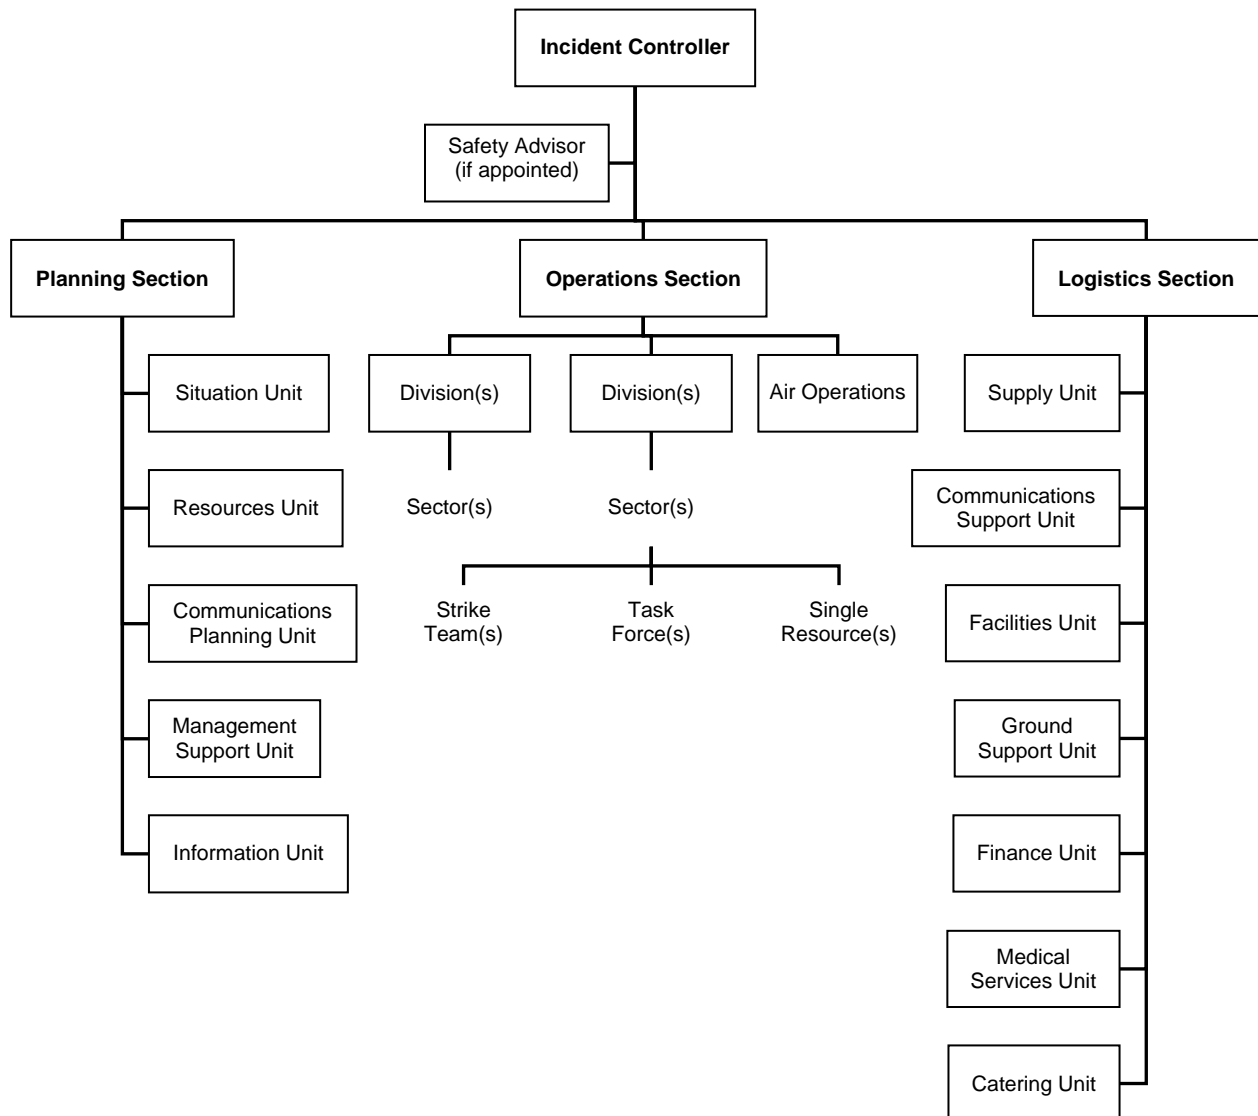 Incident Controller
Safety Advisor
(if appointed)
Planning Section
Operations Section
Logistics Section
Situation Unit
Division(s)
Division(s)
Air Operations
Supply Unit
Resources Unit
Sector(s)
Sector(s)
Communications
Support Unit
Communications
Planning Unit
Strike
Team(s)
Task
Force(s)
Single
Resource(s)
Facilities Unit
Management
Support Unit
Ground
Support Unit
Information Unit
Finance Unit
Medical
Services Unit
Catering Unit